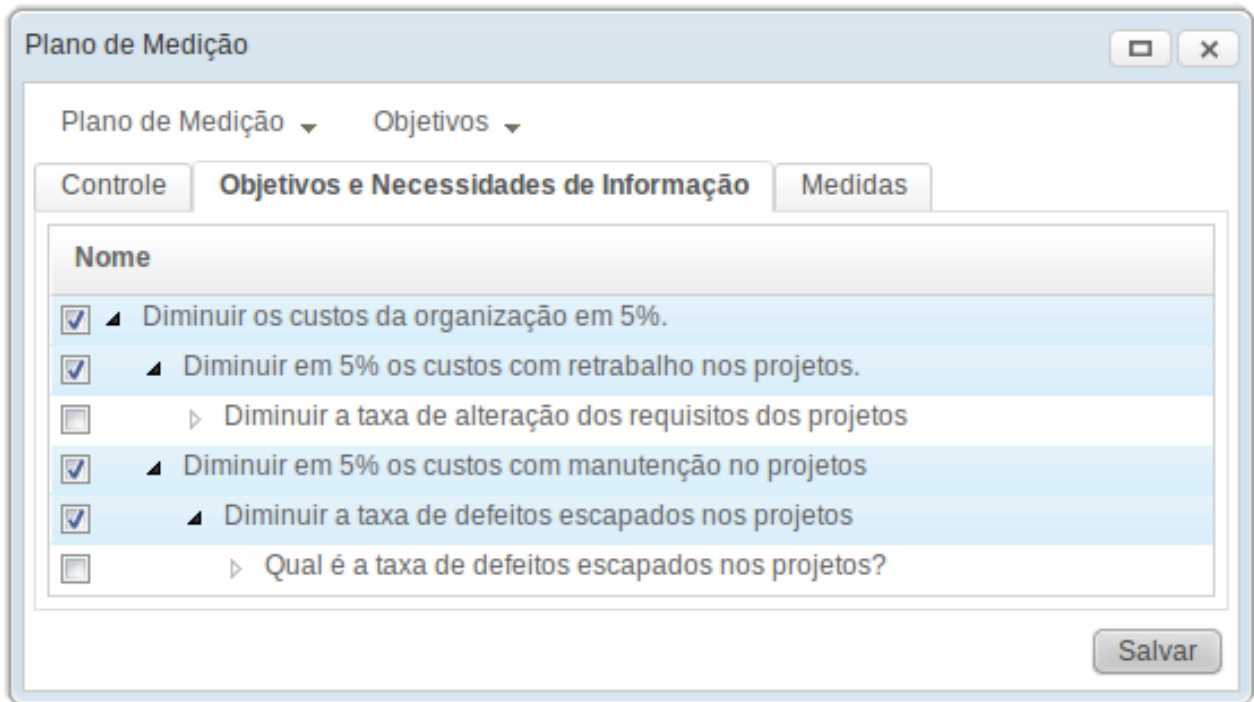 Plano de Medição
Plano de Medição Objetivos
Controle Objetivos e Necessidades de Informação Medidas
Nome
Diminuir os custos da organização em 5%.
Diminuir em 5% os custos com retrabalho nos projetos.
Diminuir a taxa de alteração dos requisitos dos projetos
Diminuir em 5% os custos com manutenção no projetos
Diminuir a taxa de defeitos escapados nos projetos
Qual é a taxa de defeitos escapados nos projetos?
Salvar